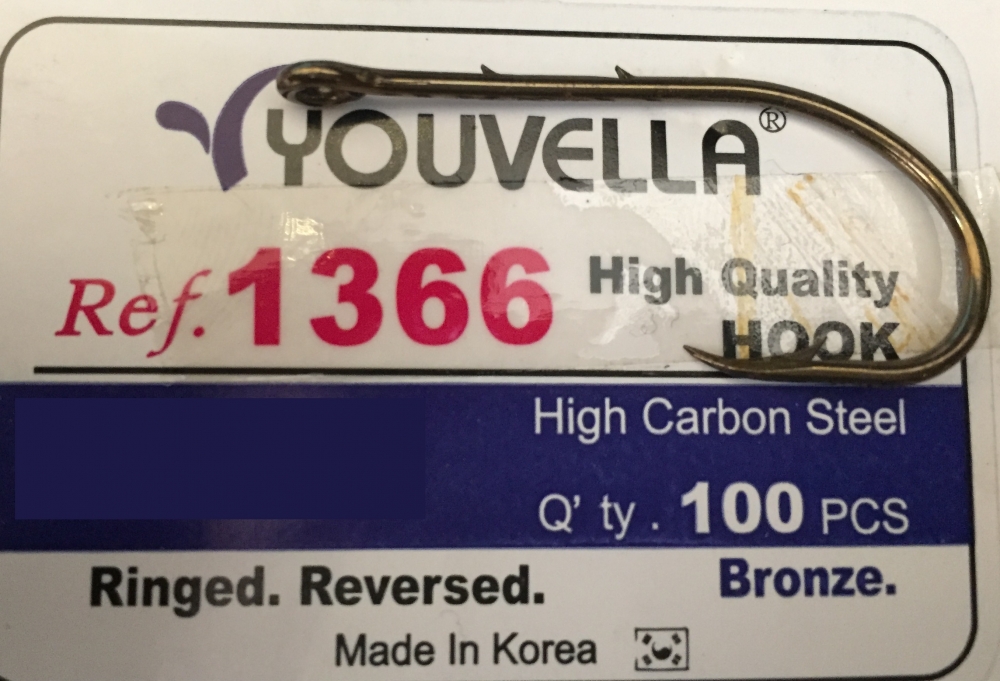 YOUVELLA®
Ref. 1366
High Quality
HOOK
High Carbon Steel
Q' ty . 100 PCS
Ringed. Reversed.
Bronze.
Made In Korea